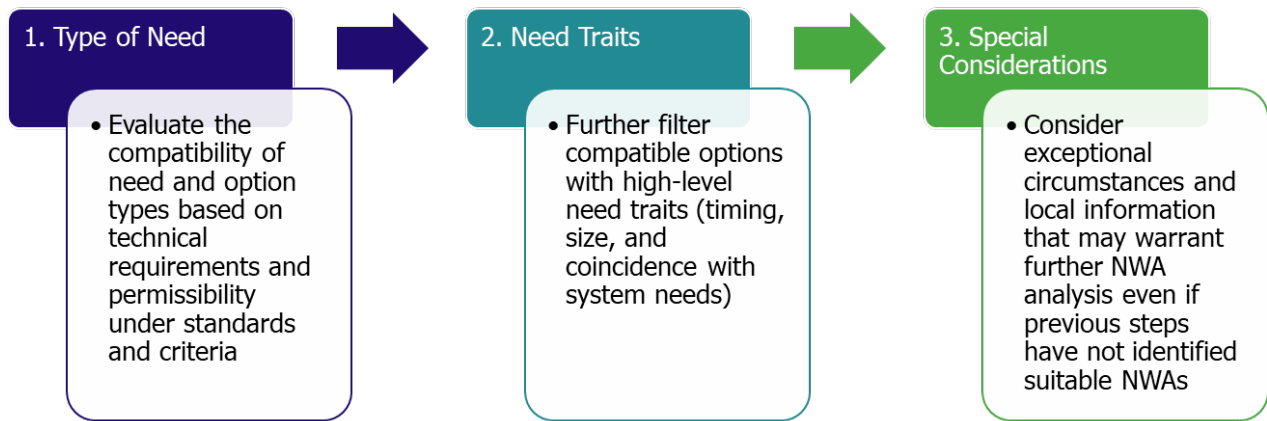 1. Type of Need
• Evaluate the
compatibility of
need and option
types based on
technical
requirements and
permissibility
under standards
and criteria
2. Need Traits
• Further filter
compatible options
with high-level
need traits (timing,
size, and
coincidence with
system needs)
3. Special
Considerations
• Consider
exceptional
circumstances and
local information
that may warrant
further NWA
analysis even if
previous steps
have not identified
suitable NWAs